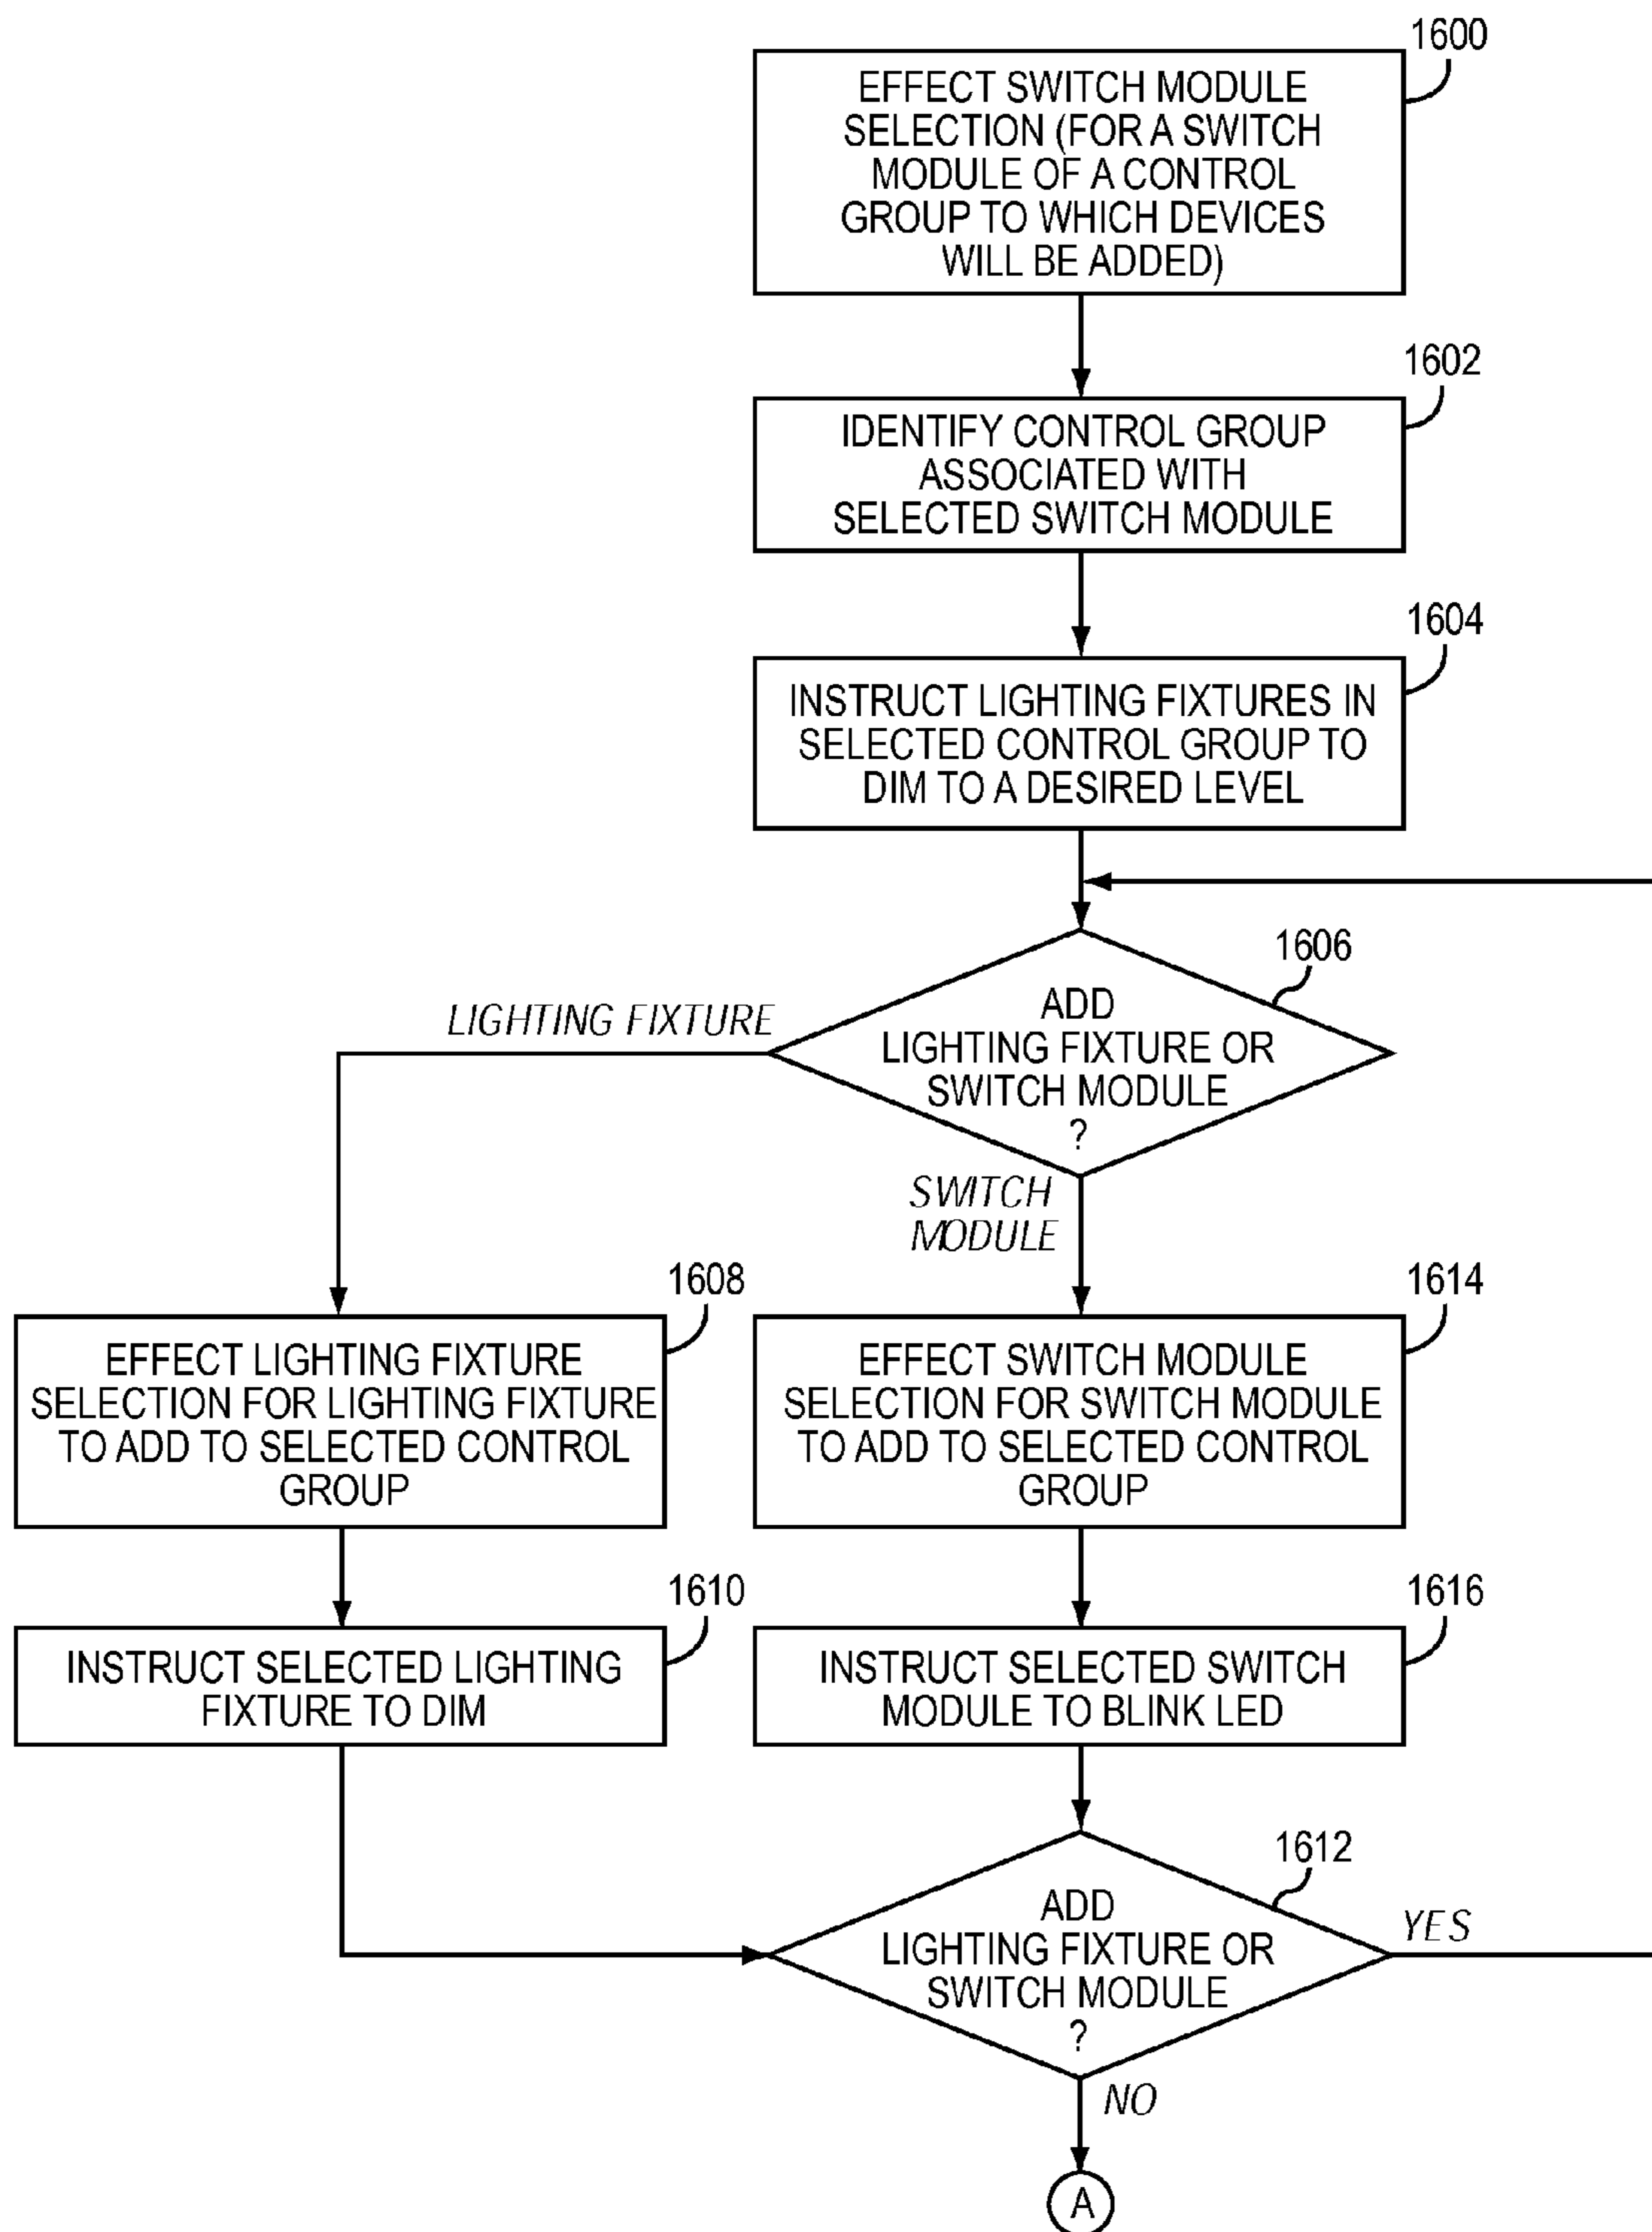 1600
EFFECT SWITCH MODULE
SELECTION (FOR A SWITCH
MODULE OF A CONTROL
GROUP TO WHICH DEVICES
WILL BE ADDED)
1602
IDENTIFY CONTROL GROUP
ASSOCIATED WITH
SELECTED SWITCH MODULE
1604
INSTRUCT LIGHTING FIXTURES IN
SELECTED CONTROL GROUP TO
DIM TO A DESIRED LEVEL
1606
ADD
LIGHTING FIXTURE OR
SWITCH MODULE
?
LIGHTING FIXTURE
SWITCH
MODULE
1608
EFFECT LIGHTING FIXTURE
SELECTION FOR LIGHTING FIXTURE
TO ADD TO SELECTED CONTROL
GROUP
1614
EFFECT SWITCH MODULE
SELECTION FOR SWITCH MODULE
TO ADD TO SELECTED CONTROL
GROUP
1610
INSTRUCT SELECTED LIGHTING
FIXTURE TO DIM
1616
INSTRUCT SELECTED SWITCH
MODULE TO BLINK LED
1612
ADD
LIGHTING FIXTURE OR
SWITCH MODULE
?
YES
NO
A